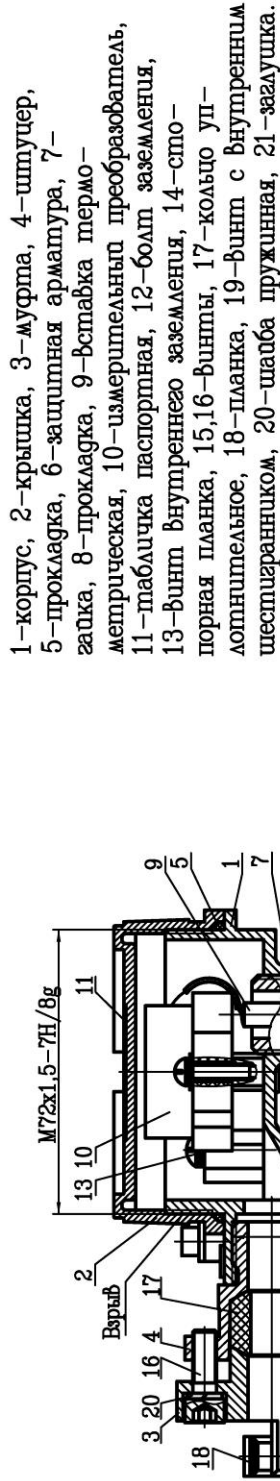 1-корпус, 2-крышка, 3-муфта, 4-штуцер,
5-прокладка, 6-защитная арматура, 7-
гайка, 8-прокладка, 9-вставка термо-
метрическая, 10-измерительный преобразователь,
11-табличка паспортная, 12-болт заземления,
13-винт внутреннего заземления, 14-сто-
порная планка, 15,16-винты, 17-кольцо уп-
лотнительное, 18-планка, 19-винт с внутренним
шестигранником, 20-шайба пружинная, 21-заглушка.
М72х1,5-7Н/8g
11
10
13
2
Взрыв
17
4
16
20
3
18
9
5
1
7